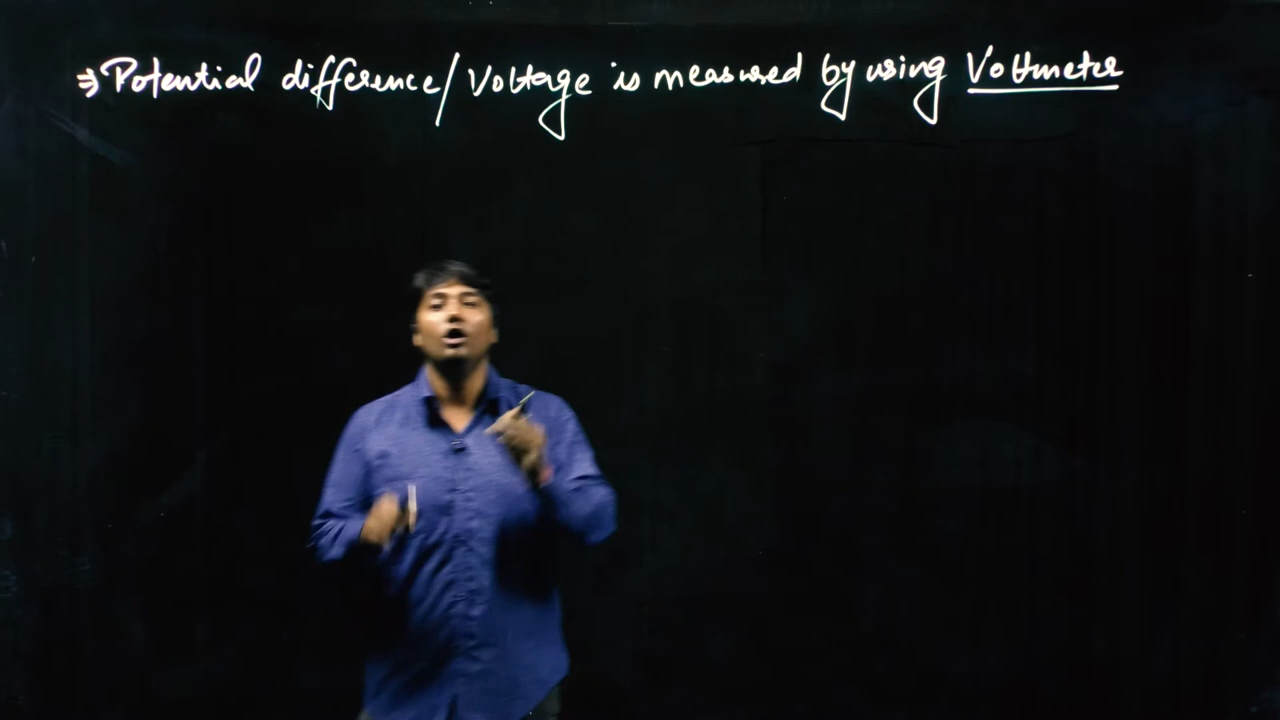 ⇒ Potential difference/Voltage is measured by using Voltmeter